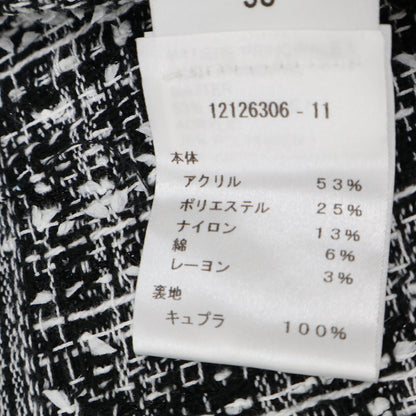 12126306 - 11
本体
アクリル 53%
ポリエステル 25%
ナイロン 13%
綿 6%
レーヨン 3%
裏地
キュプラ 100%